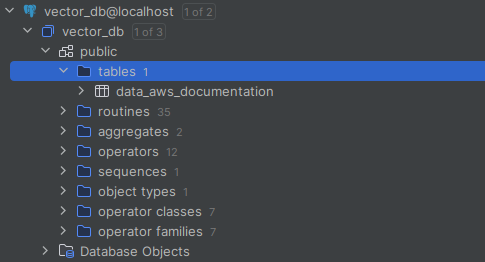 vector_db@localhost 1 of 2
vector_db 1 of 3
public
tables 1
data_aws_documentation
routines 35
aggregates 2
operators 12
sequences 1
object types 1
operator classes 7
operator families 7
Database Objects